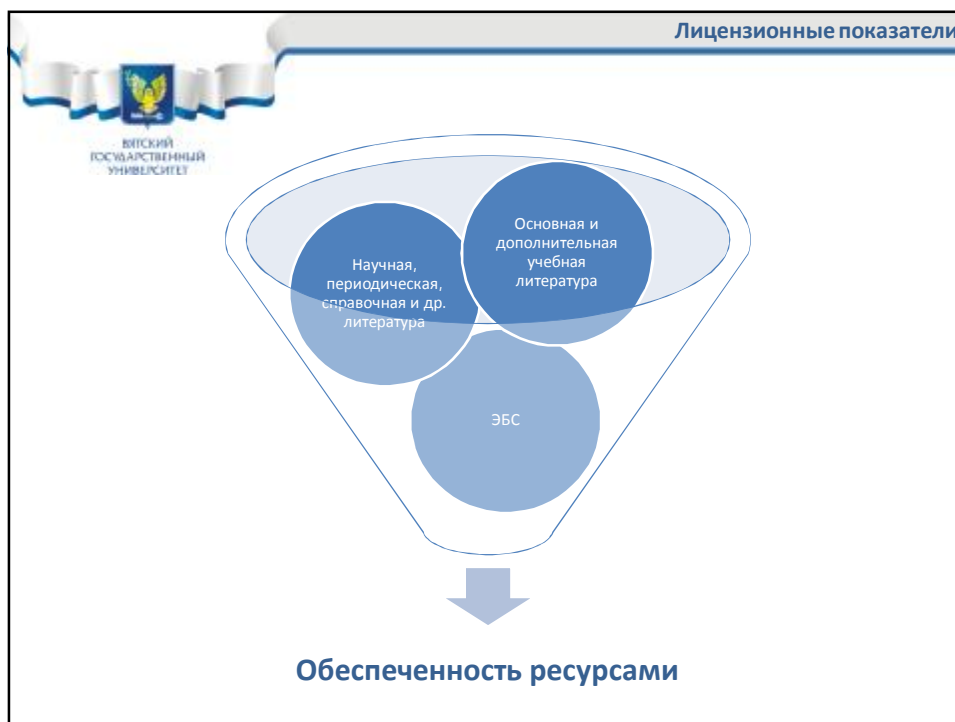 Лицензионные показатели
ВЯТСКИЙ
ГОСУДАРСТВЕННЫЙ
УНИВЕРСИТЕТ
Основная и
дополнительная
учебная
литература
Научная,
периодическая,
справочная и др.
литература
ЭБС
Обеспеченность ресурсами